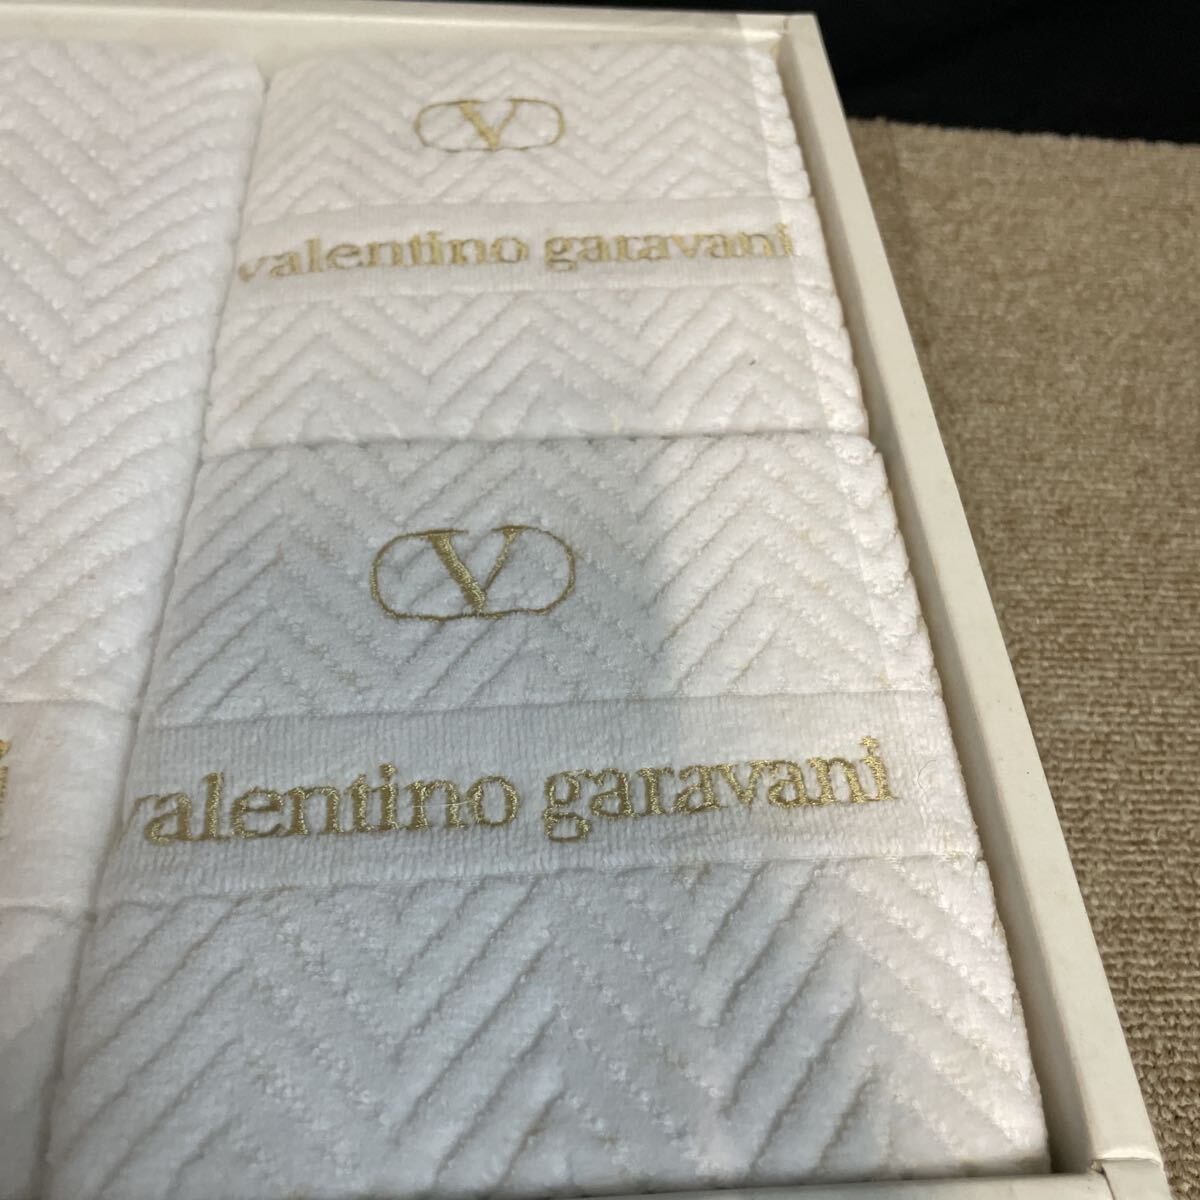 V
valentino garavani
V
valentino garavani